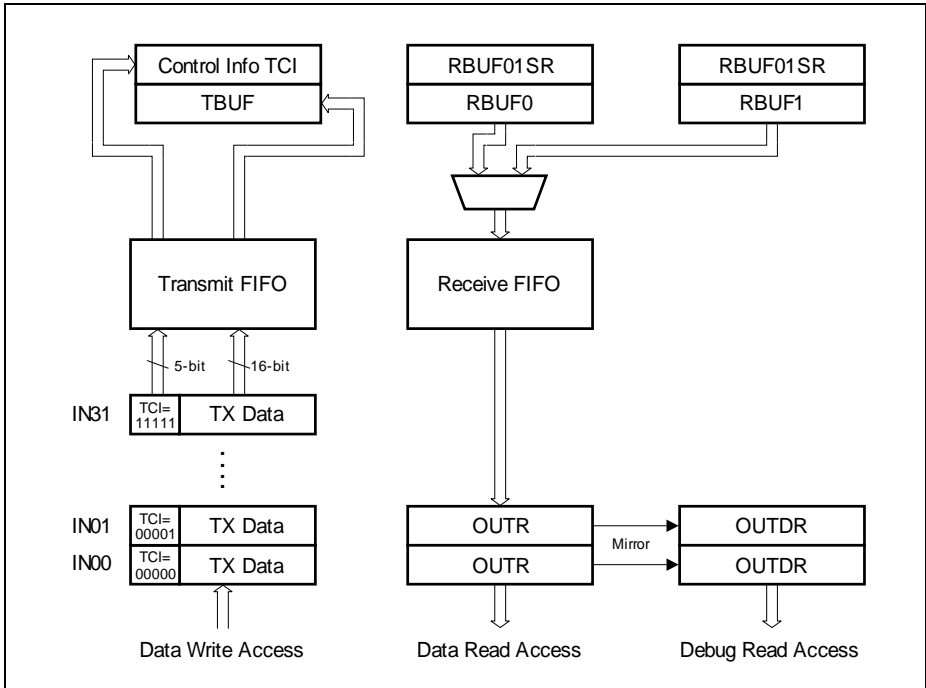 Control Info TCI
TBUF
RBUF01SR
RBUF0
RBUF01SR
RBUF1
Transmit FIFO
Receive FIFO
5-bit
16-bit
IN31
TCI=
11111
TX Data
IN01
TCI=
00001
TX Data
IN00
TCI=
00000
TX Data
OUTR
OUTR
Mirror
OUTDR
OUTDR
Data Write Access
Data Read Access
Debug Read Access